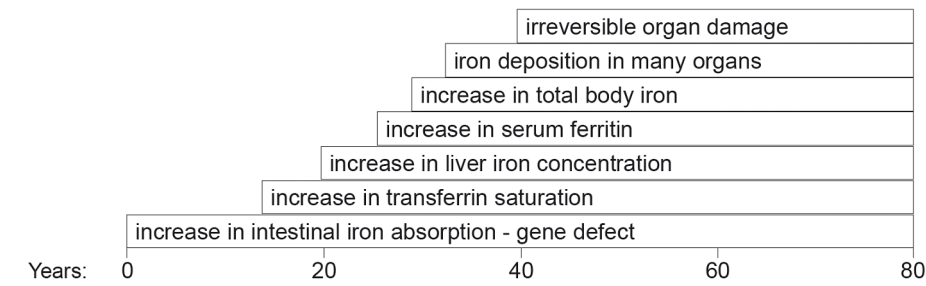 irreversible organ damage
iron deposition in many organs
increase in total body iron
increase in serum ferritin
increase in liver iron concentration
increase in transferrin saturation
increase in intestinal iron absorption - gene defect
Years: 0 20 40 60 80